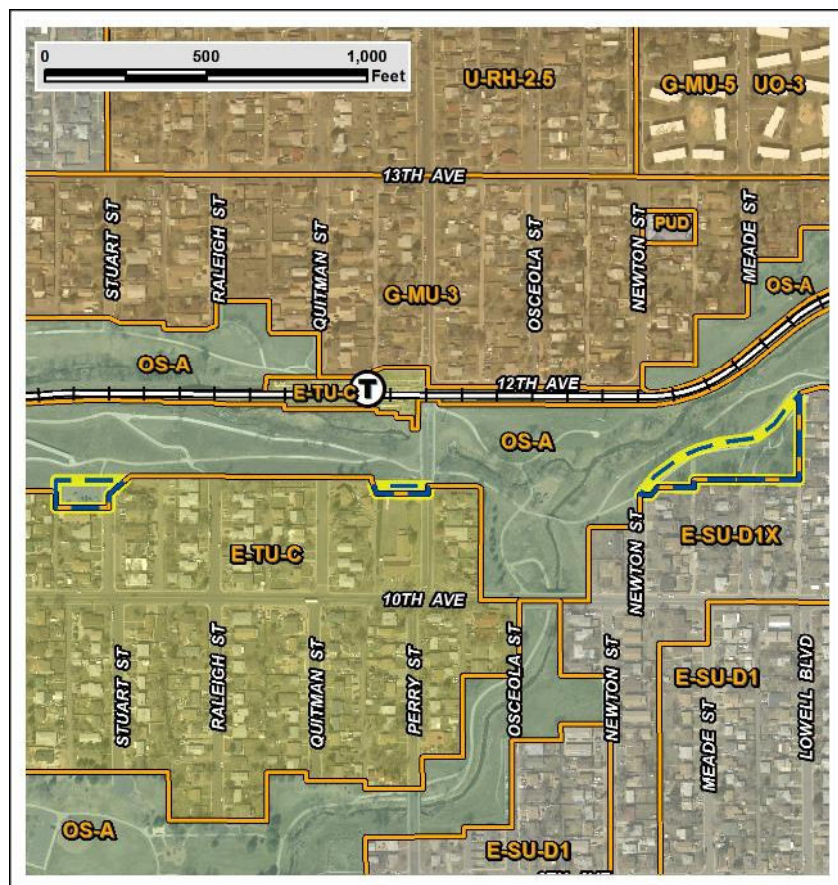 0 500 1,000
Feet
U-RH-2.5
G-MU-5 UO-3
13TH AVE
STUART ST
RALEIGH ST
QUITMAN ST
G-MU-3
OSCEOLA ST
NEWTON ST
PUD
MEADE ST
OS-A
OS-A
E-TU-C
T
12TH AVE
OS-A
E-TU-C
E-SU-D1X
NEWTON ST
10TH AVE
STUART ST
RALEIGH ST
QUITMAN ST
PERRY ST
OSCEOLA ST
NEWTON ST
E-SU-D1
MEADE ST
LOWELL BLVD
OS-A
E-SU-D1